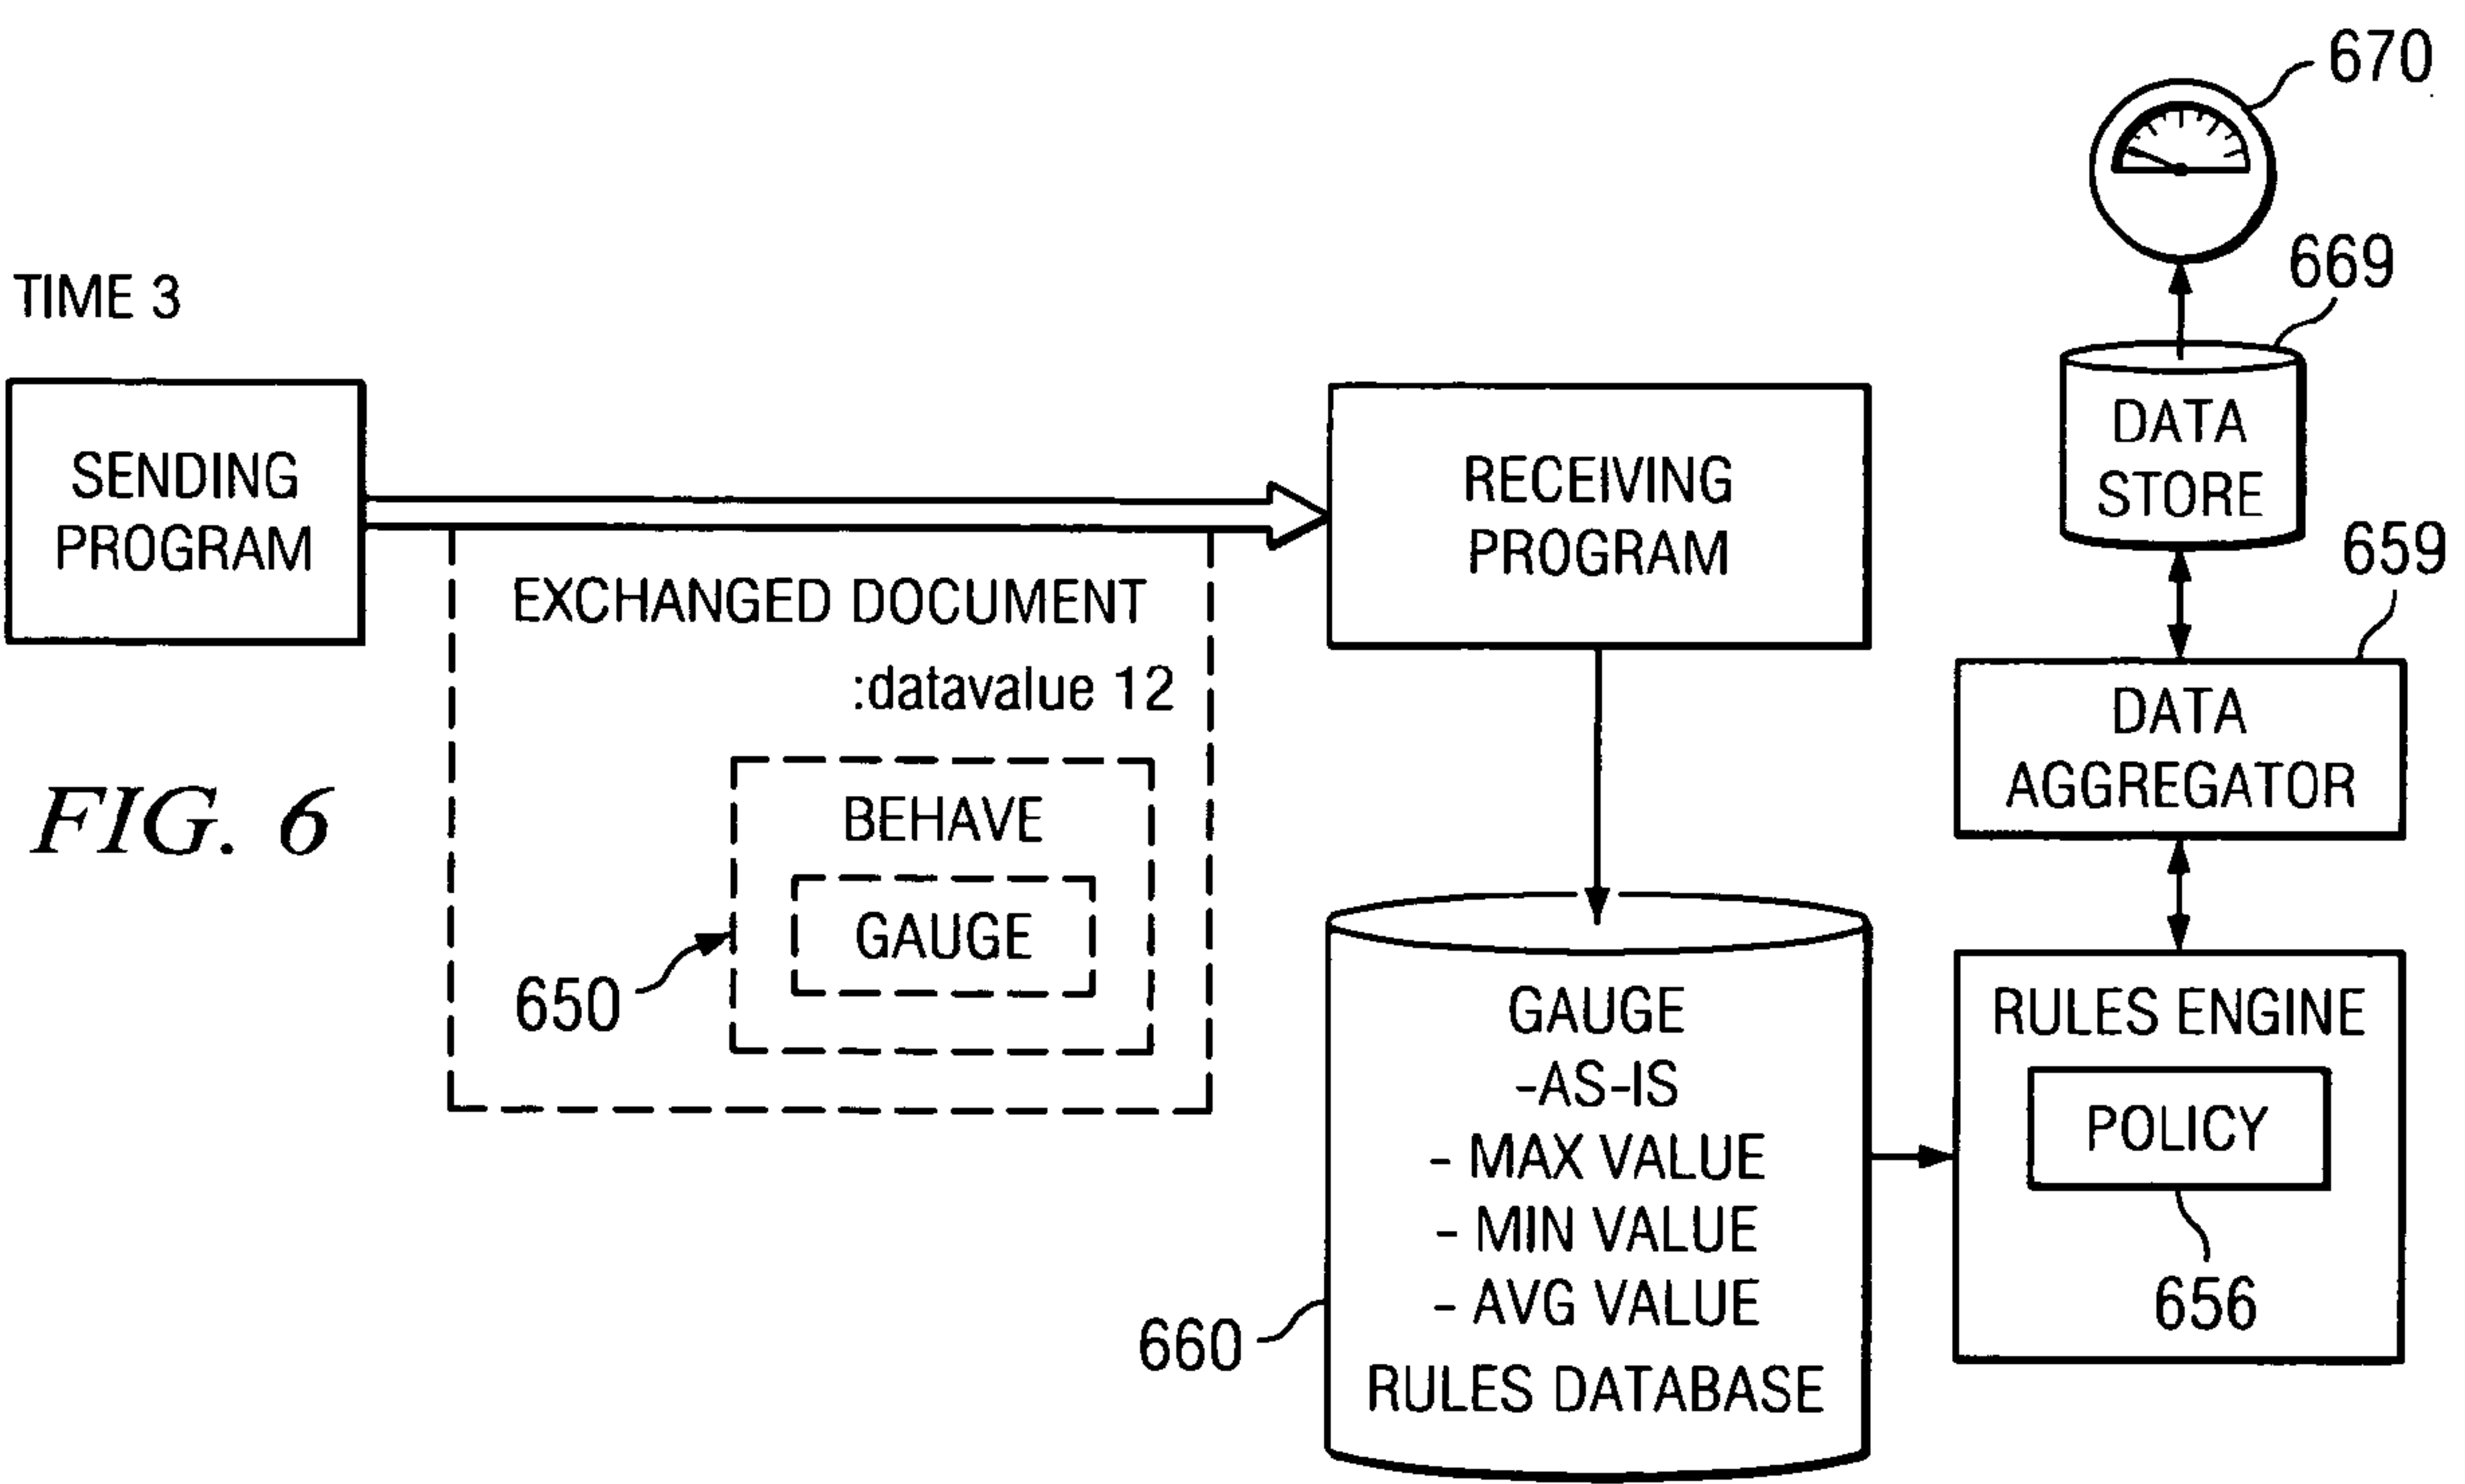 TIME 3
SENDING
PROGRAM
EXCHANGED DOCUMENT
:datavalue 12
BEHAVE
GAUGE
650
FIG. 6
RECEIVING
PROGRAM
GAUGE
-AS-IS
- MAX VALUE
- MIN VALUE
- AVG VALUE
RULES DATABASE
660
670
669
DATA
STORE
659
DATA
AGGREGATOR
RULES ENGINE
POLICY
656